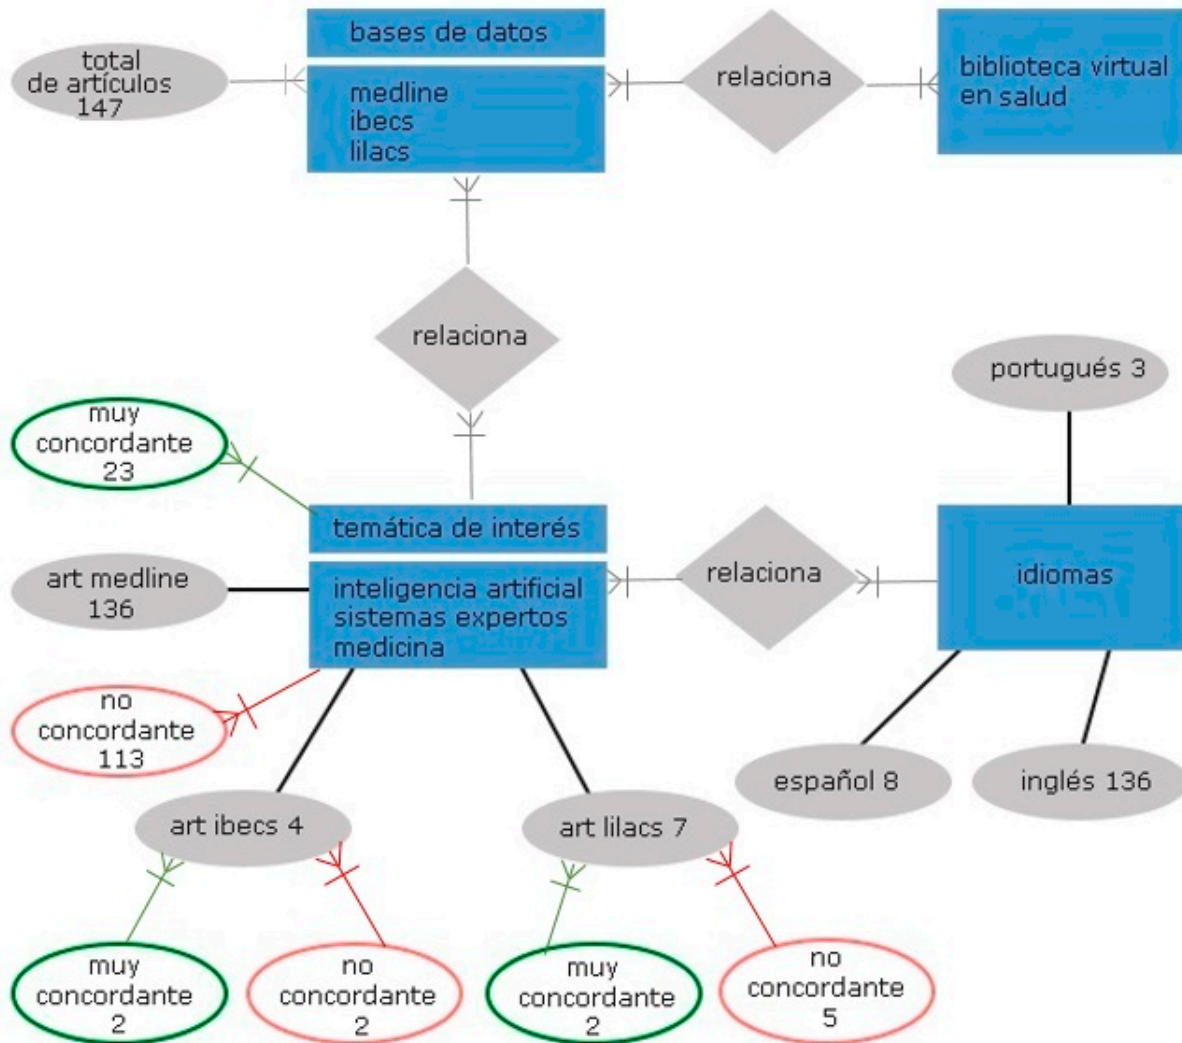 bases de datos
total
de artículos
147
medline
ibecs
lilacs
relaciona
biblioteca virtual
en salud
relaciona
portugués 3
muy
concordante
23
temática de interés
art medline
136
inteligencia artificial
sistemas expertos
medicina
relaciona
idiomas
no
concordante
113
español 8
inglés 136
art ibecs 4
art lilacs 7
muy
concordante
2
no
concordante
2
muy
concordante
2
no
concordante
5